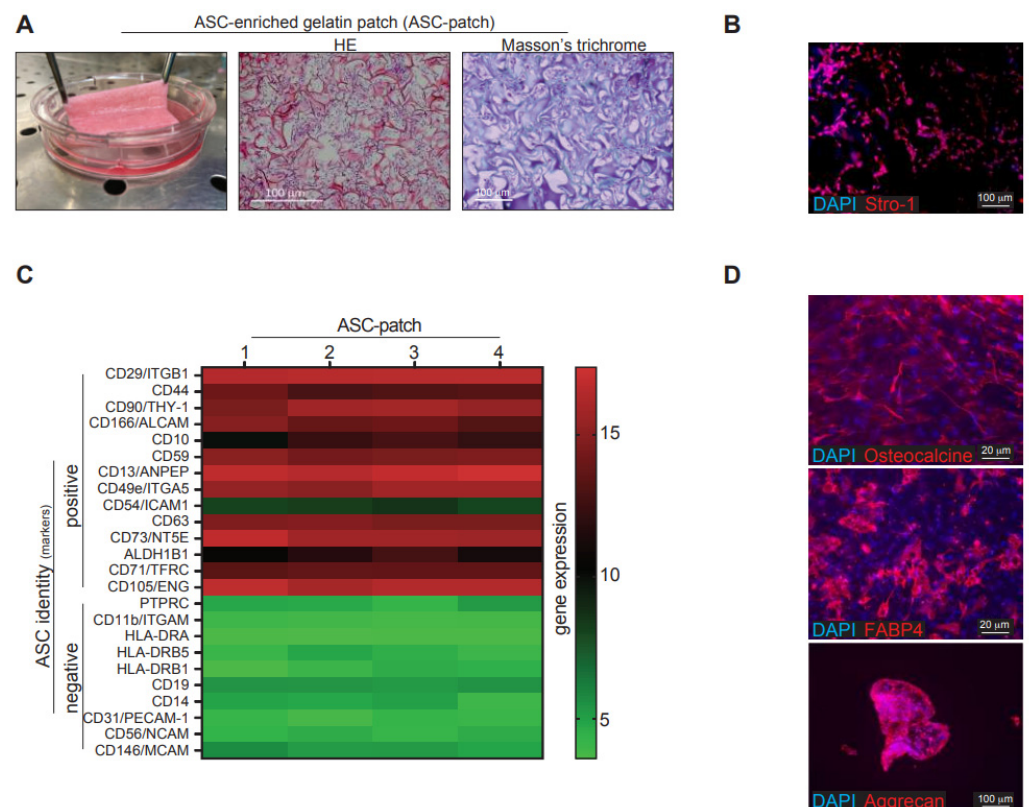 A
ASC-enriched gelatin patch (ASC-patch)
HE
Masson's trichrome
100 μm
100 μm
B
DAPI Stro-1
100 μm
C
ASC-patch
1 2 3 4
ASC identity (markers)
positive
negative
CD29/ITGB1
CD44
CD90/THY-1
CD166/ALCAM
CD10
CD59
CD13/ANPEP
CD49e/ITGA5
CD54/ICAM1
CD63
CD73/NT5E
ALDH1B1
CD71/TFRC
CD105/ENG
PTPRC
CD11b/ITGAM
HLA-DRA
HLA-DRB5
HLA-DRB1
CD19
CD14
CD31/PECAM-1
CD56/NCAM
CD146/MCAM
gene expression
15
10
5
D
DAPI Osteocalcine
20 μm
DAPI FABP4
20 μm
DAPI Aggrecan
100 μm